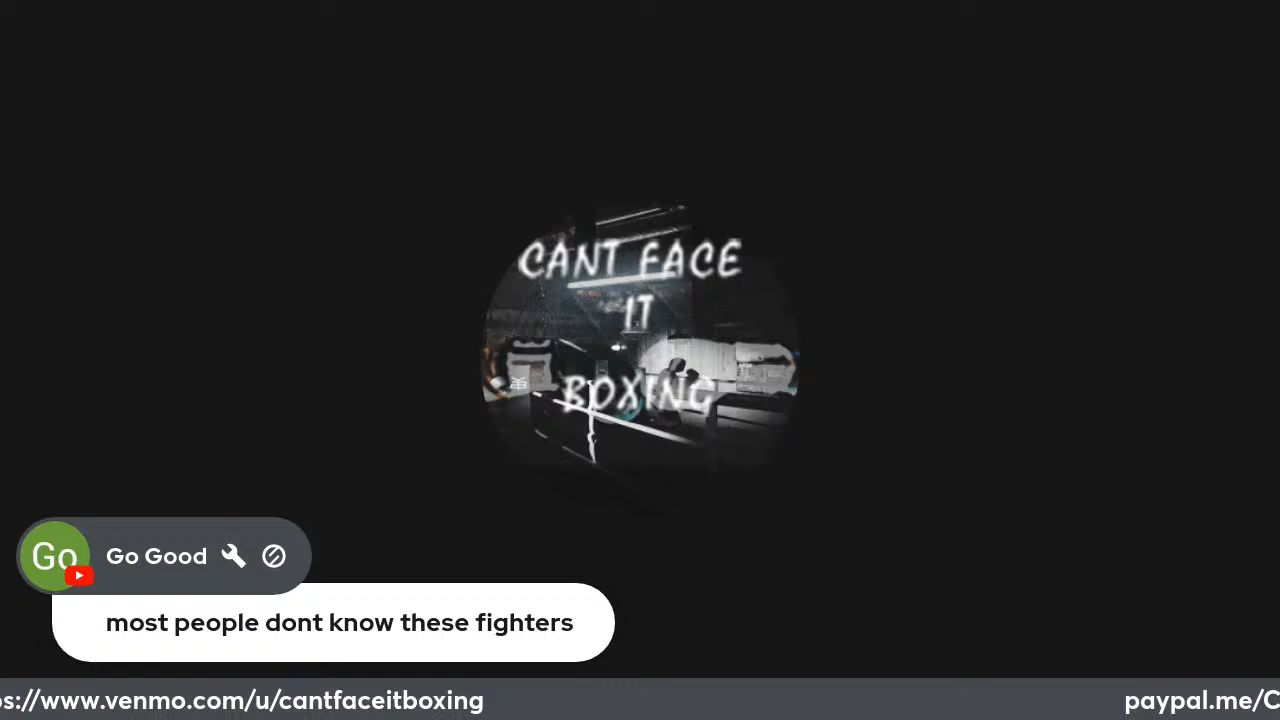 CANT FACE
IT
BOXING
Go
Go Good
most people dont know these fighters
ps://www.venmo.com/u/cantfaceitboxing
paypal.me/C